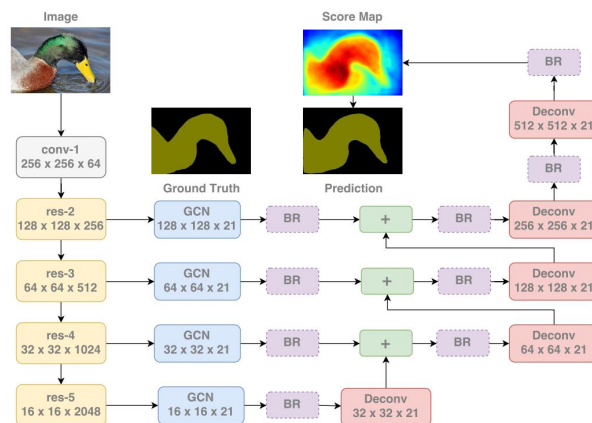 Image
Score Map
BR
Deconv
512 x 512 x 21
conv-1
256 x 256 x 64
BR
Ground Truth
Prediction
res-2
128 x 128 x 256
GCN
128 x 128 x 21
BR
+
BR
Deconv
256 x 256 x 21
res-3
64 x 64 x 512
GCN
64 x 64 x 21
BR
+
BR
Deconv
128 x 128 x 21
res-4
32 x 32 x 1024
GCN
32 x 32 x 21
BR
+
BR
Deconv
64 x 64 x 21
res-5
16 x 16 x 2048
GCN
16 x 16 x 21
BR
Deconv
32 x 32 x 21